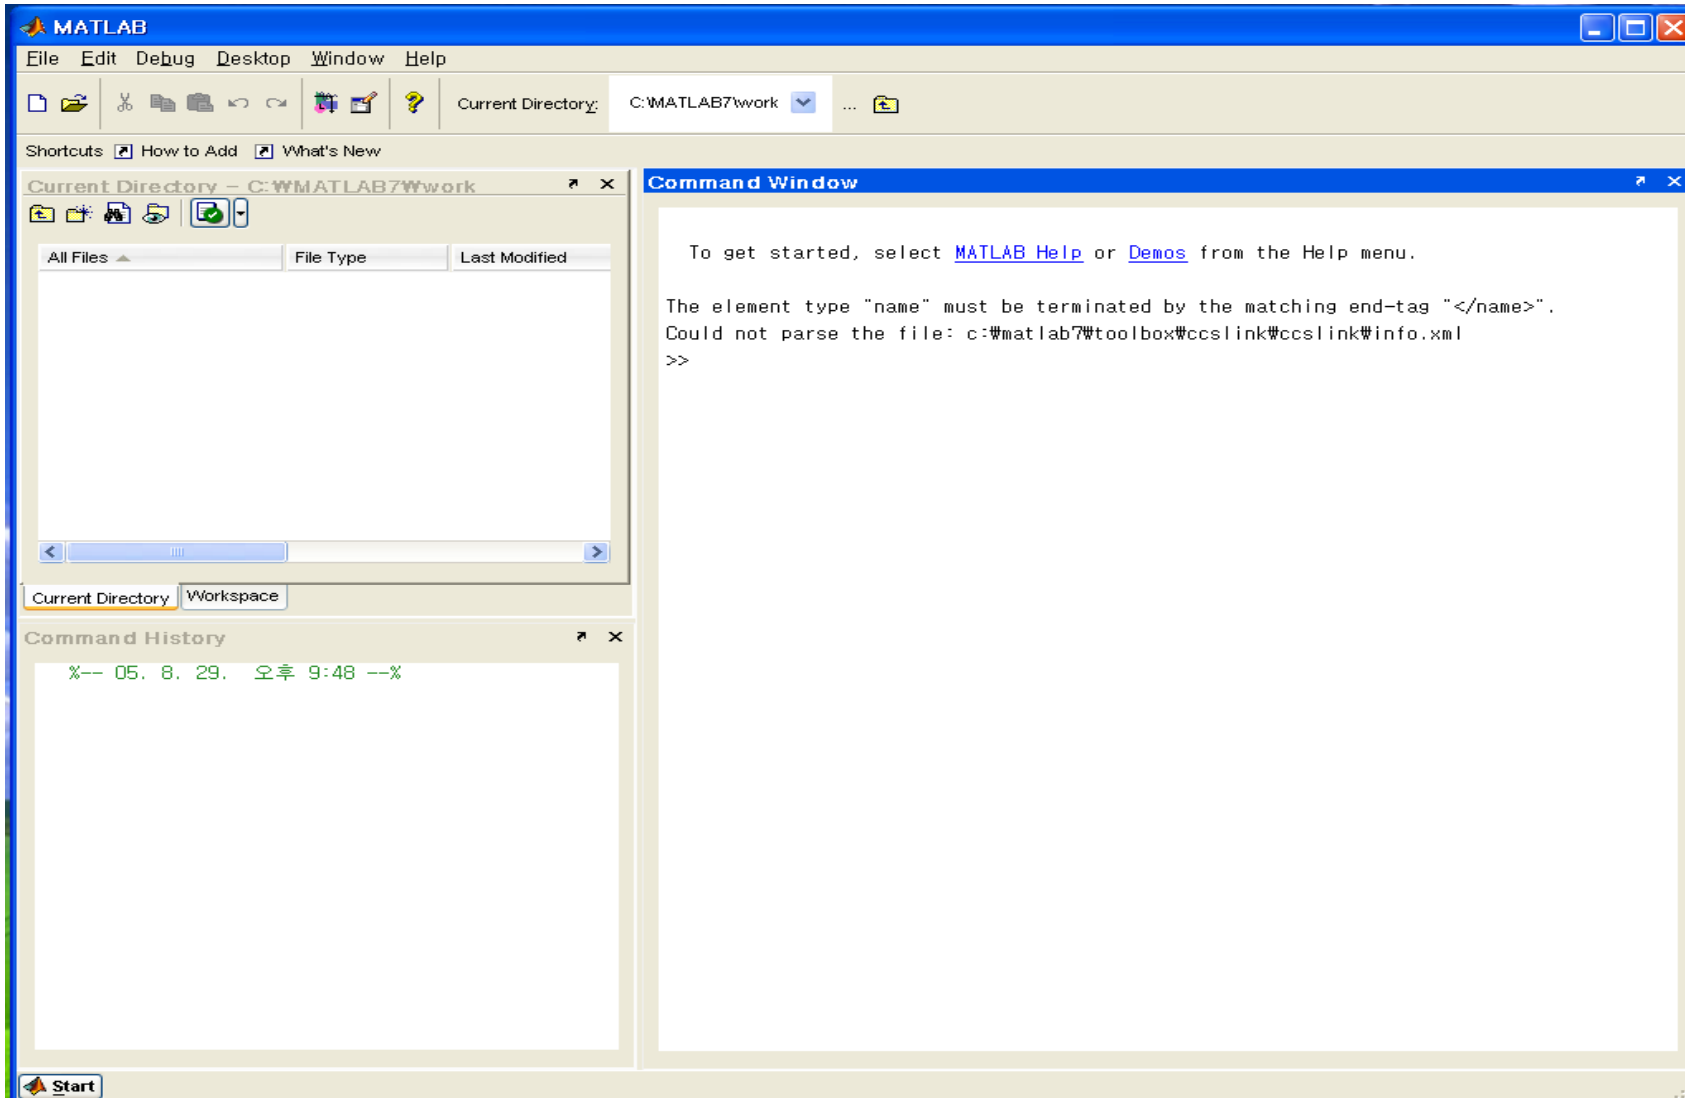 MATLAB
File Edit Debug Desktop Window Help
Current Directory: C:\MATLAB7\work ...
Shortcuts How to Add What's New
Current Directory - C:₩MATLAB7₩work
All Files File Type Last Modified
Current Directory Workspace
Command History
%-- 05. 8. 29. 오후 9:48 --%
Command Window
To get started, select MATLAB Help or Demos from the Help menu.
The element type "name" must be terminated by the matching end-tag "</name>".
Could not parse the file: c:₩matlab7₩toolbox₩ccslink₩ccslink₩info.xml
>>
Start